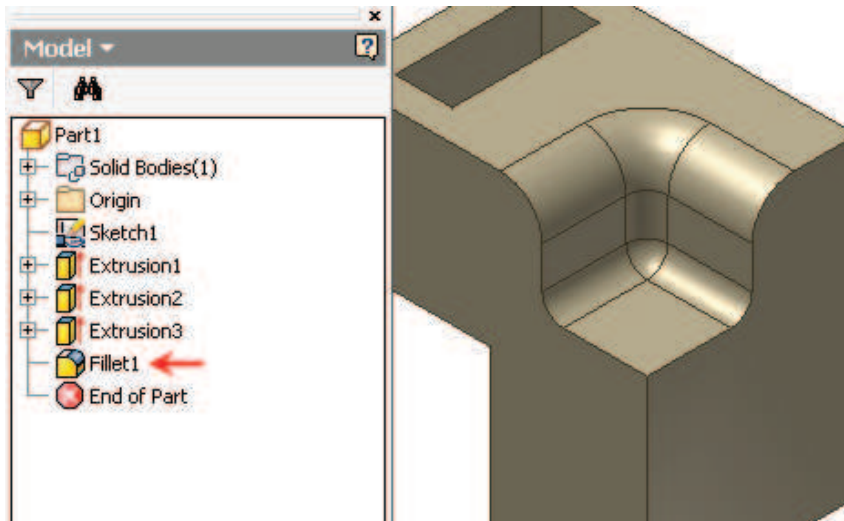 Model
Part1
Solid Bodies(1)
Origin
Sketch1
Extrusion1
Extrusion2
Extrusion3
Fillet1
End of Part